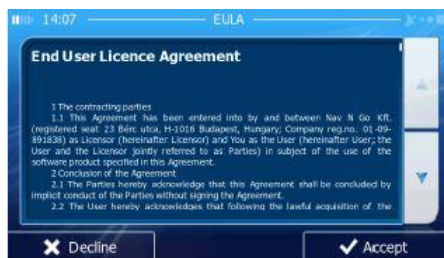 14:07 EULA
End User Licence Agreement
1 The contracting parties
1.1 This Agreement has been entered into by and between Nav N Go Kft.
(registered seat: 23 Bérc utca, H-1016 Budapest, Hungary; Company reg.no. 01-09-
891838) as Licensor (hereinafter Licensor) and You as the User (hereinafter User; the
User and the Licensor jointly referred to as Parties) in subject of the use of the
software product specified in this Agreement.
2 Conclusion of the Agreement
2.1 The Parties hereby acknowledge that this Agreement shall be concluded by
implicit conduct of the Parties without signing the Agreement.
2.2 The User hereby acknowledges that following the lawful acquisition of the
Decline Accept